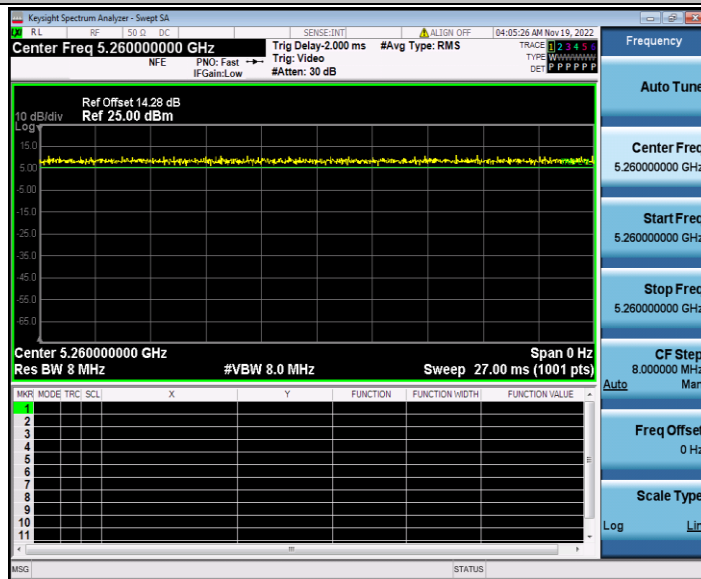 Keysight Spectrum Analyzer - Swept SA
RL RF 50 Ω DC SENSE:INT ALIGN OFF 04:05:26 AM Nov 19, 2022
Center Freq 5.260000000 GHz
NFE
PNO: Fast
IFGain:Low
Trig Delay-2.000 ms
Trig: Video
#Atten: 30 dB
#Avg Type: RMS
TRACE 1 2 3 4 5 6
TYPE WWWWWW
DET P P P P P P
Ref Offset 14.28 dB
10 dB/div Ref 25.00 dBm
Log
15.0
5.00
-5.00
-15.0
-25.0
-35.0
-45.0
-55.0
-65.0
Center 5.260000000 GHz Span 0 Hz
Res BW 8 MHz #VBW 8.0 MHz Sweep 27.00 ms (1001 pts)
MKR MODE TRC SCL X Y FUNCTION FUNCTION WIDTH FUNCTION VALUE
1
2
3
4
5
6
7
8
9
10
11
MSG STATUS
Frequency
Auto Tune
Center Freq
5.260000000 GHz
Start Freq
5.260000000 GHz
Stop Freq
5.260000000 GHz
CF Step
8.000000 MHz
Auto Man
Freq Offset
0 Hz
Scale Type
Log Lin